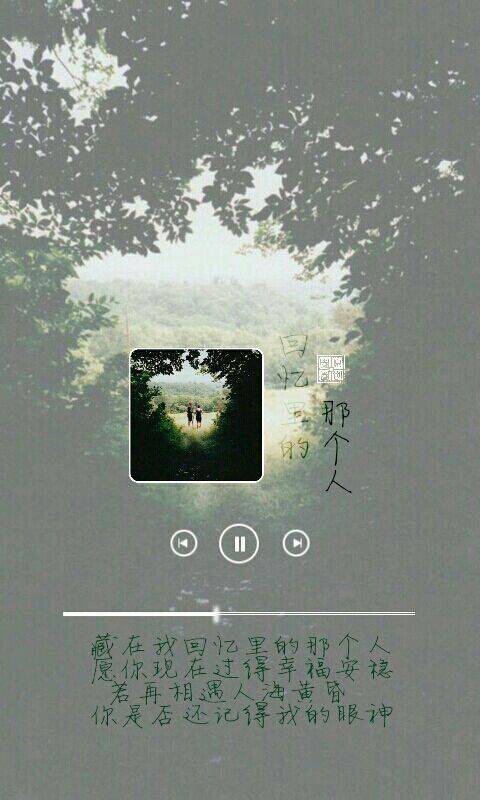 回忆里的
那个人
藏在我回忆里的那个人
愿你现在过得幸福安稳
若再相遇人海黄昏
你是否还记得我的眼神